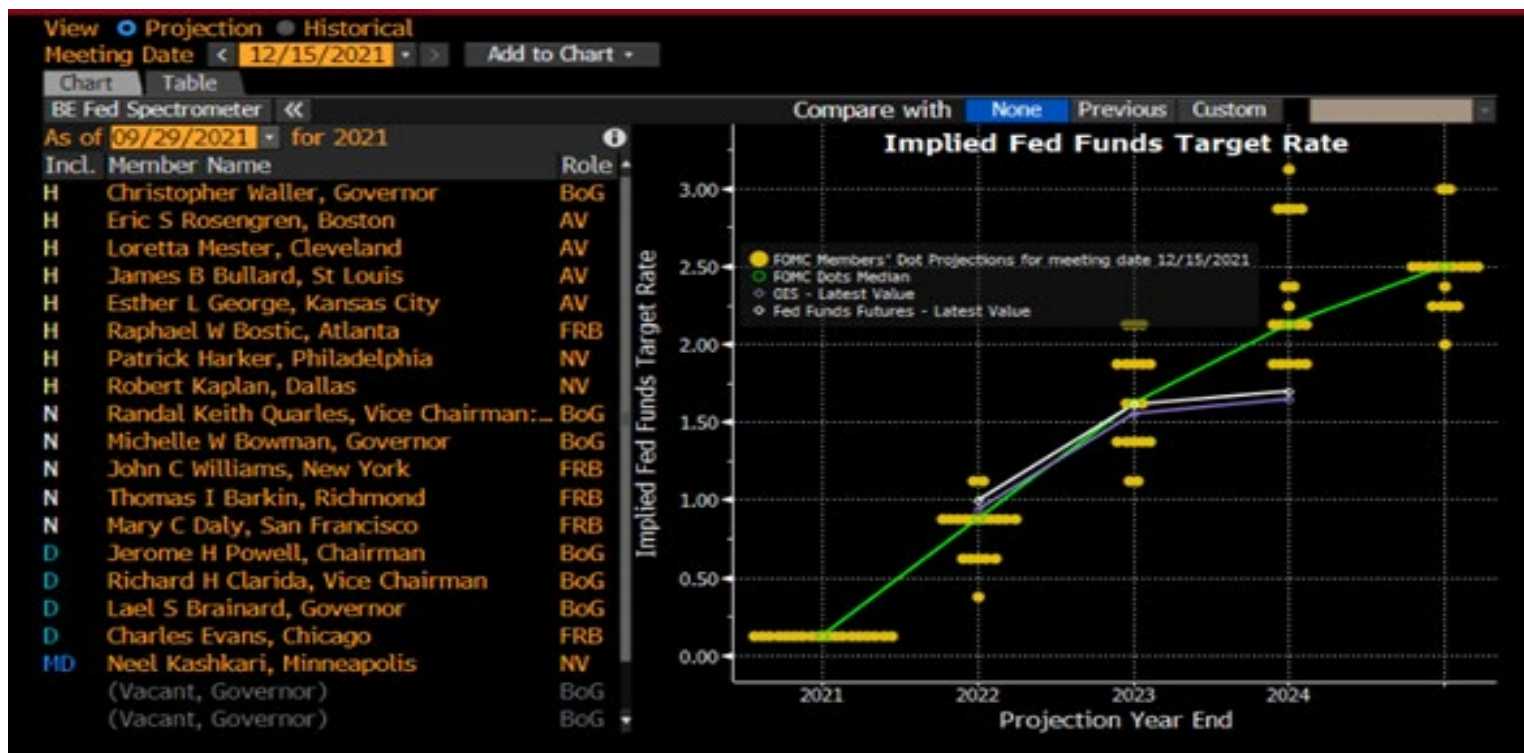 View Projection Historical
Meeting Date < 12/15/2021 > Add to Chart
Chart Table
BE Fed Spectrometer «
Compare with None Previous Custom
As of 09/29/2021 for 2021
Incl. Member Name Role
H Christopher Waller, Governor BoG
H Eric S Rosengren, Boston AV
H Loretta Mester, Cleveland AV
H James B Bullard, St Louis AV
H Esther L George, Kansas City AV
H Raphael W Bostic, Atlanta FRB
H Patrick Harker, Philadelphia NV
H Robert Kaplan, Dallas NV
N Randal Keith Quarles, Vice Chairman:... BoG
N Michelle W Bowman, Governor BoG
N John C Williams, New York FRB
N Thomas I Barkin, Richmond FRB
N Mary C Daly, San Francisco FRB
D Jerome H Powell, Chairman BoG
D Richard H Clarida, Vice Chairman BoG
D Lael S Brainard, Governor BoG
D Charles Evans, Chicago FRB
MD Neel Kashkari, Minneapolis NV
(Vacant, Governor) BoG
(Vacant, Governor) BoG
Implied Fed Funds Target Rate
Implied Fed Funds Target Rate
3.00
2.50
2.00
1.50
1.00
0.50
0.00
FOMC Members' Dot Projections for meeting date 12/15/2021
FOMC Dots Median
OIS - Latest Value
Fed Funds Futures - Latest Value
2021 2022 2023 2024
Projection Year End